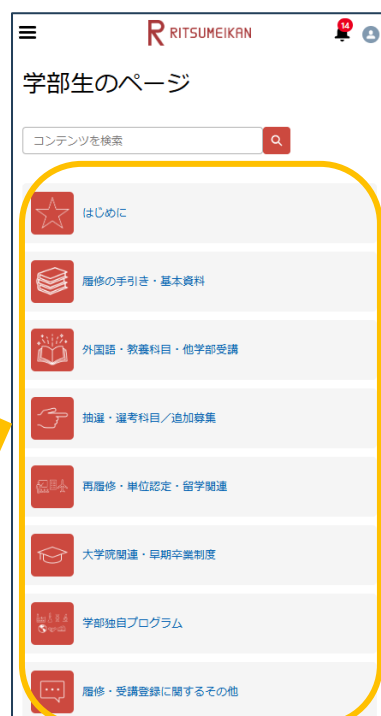 RITSUMEIKAN
14
学部生のページ
コンテンツを検索
はじめに
履修の手引き・基本資料
外国語・教養科目・他学部受講
抽選・選考科目／追加募集
再履修・単位認定・留学関連
大学院関連・早期卒業制度
学部独自プログラム
履修・受講登録に関するその他